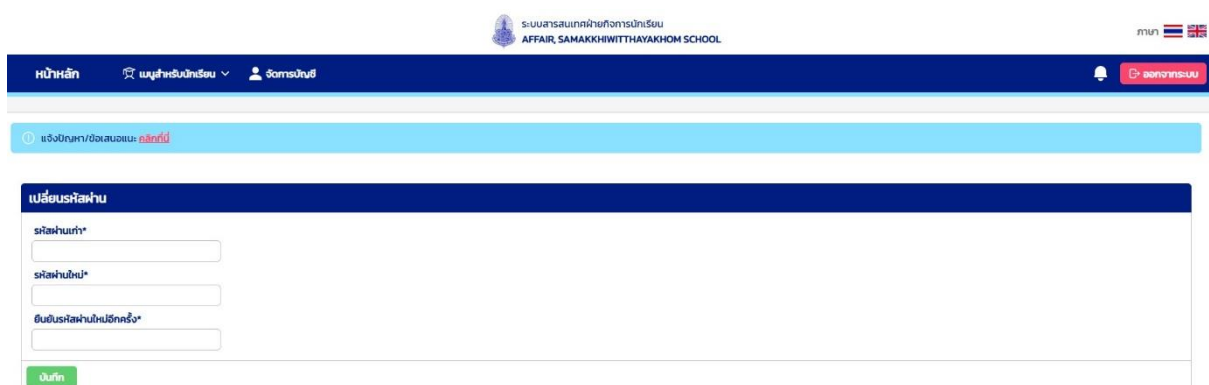 ระบบสารสนเทศฝ่ายกิจการนักเรียน
AFFAIR, SAMAKKHIWITTHAYAKHOM SCHOOL
ภาษา
หน้าหลัก เมนูสำหรับนักเรียน จัดการบัญชี ออกจากระบบ
แจ้งปัญหา/ข้อเสนอแนะ คลิกที่นี่
เปลี่ยนรหัสผ่าน
รหัสผ่านเก่า*
รหัสผ่านใหม่*
ยืนยันรหัสผ่านใหม่อีกครั้ง*
บันทึก